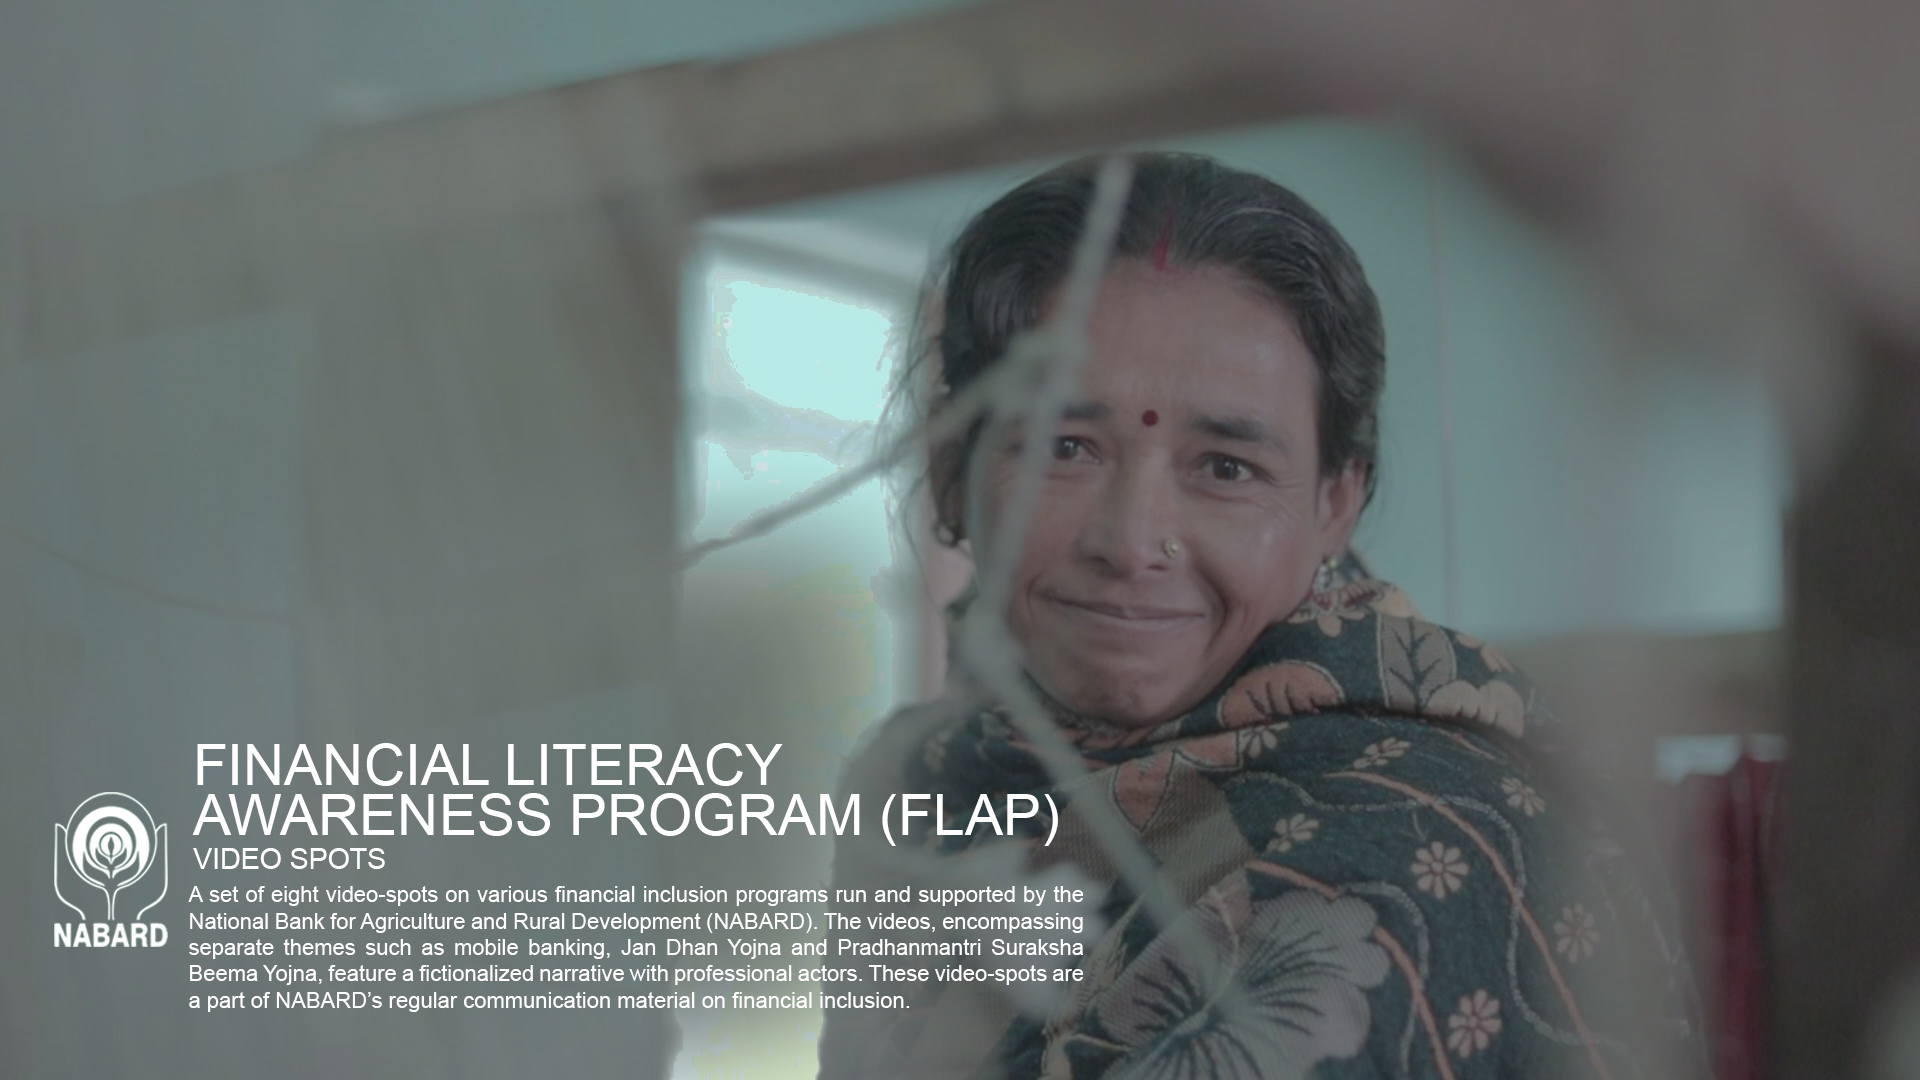 FINANCIAL LITERACY
AWARENESS PROGRAM (FLAP)
VIDEO SPOTS
A set of eight video-spots on various financial inclusion programs run and supported by the
National Bank for Agriculture and Rural Development (NABARD). The videos, encompassing
separate themes such as mobile banking, Jan Dhan Yojna and Pradhanmantri Suraksha
Beema Yojna, feature a fictionalized narrative with professional actors. These video-spots are
a part of NABARD’s regular communication material on financial inclusion.
NABARD